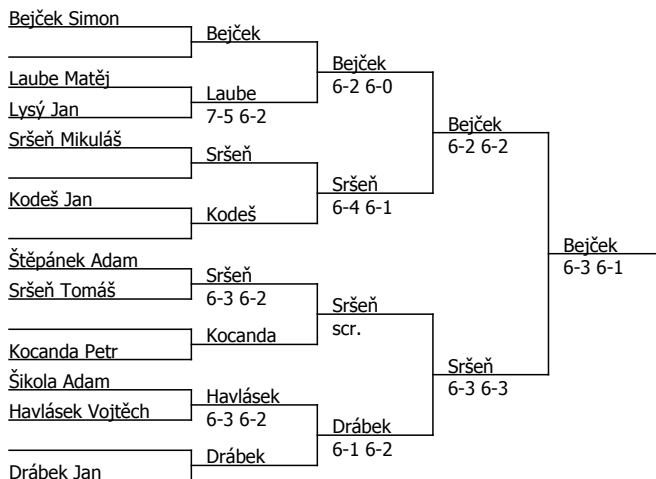 Bejček Simon
Laube Matěj
Lysý Jan
Sršeň Mikuláš
Kodeš Jan
Štěpánek Adam
Sršeň Tomáš
Kocanda Petr
Šikola Adam
Havlásek Vojtěch
Drábek Jan
Bejček
Laube
7-5 6-2
Sršeň
Kodeš
Sršeň
6-3 6-2
Kocanda
Havlásek
6-3 6-2
Drábek
Bejček
6-2 6-0
Sršeň
6-4 6-1
Sršeň
scr.
Drábek
6-1 6-2
Bejček
6-2 6-2
Sršeň
6-3 6-3
Bejček
6-3 6-1